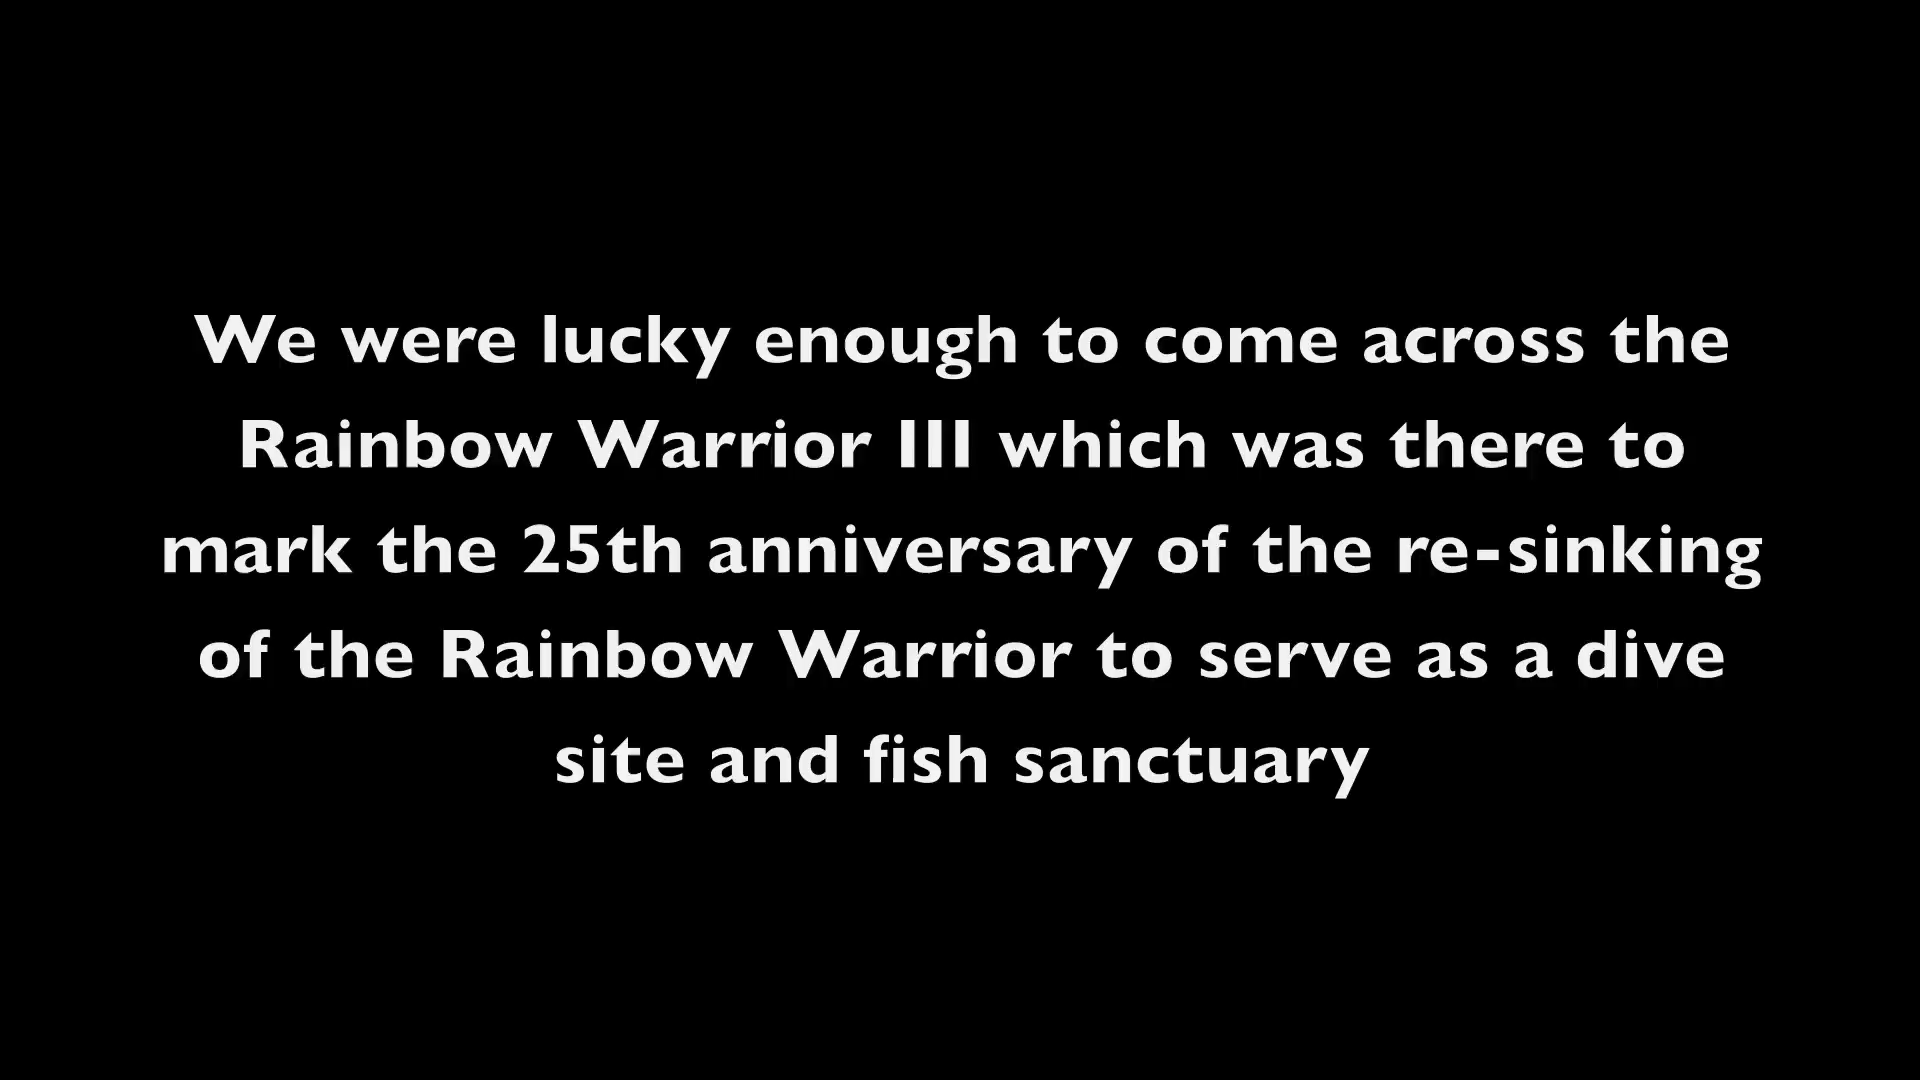 We were lucky enough to come across the
Rainbow Warrior III which was there to
mark the 25th anniversary of the re-sinking
of the Rainbow Warrior to serve as a dive
site and fish sanctuary